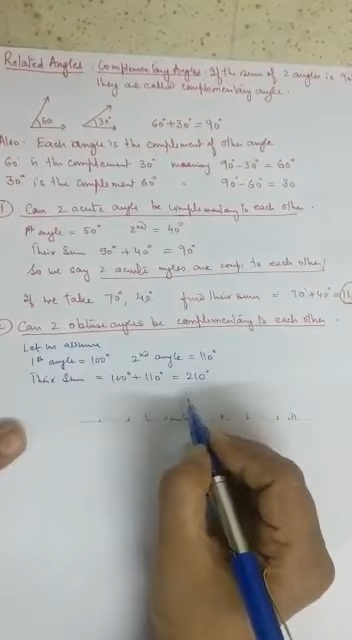 Related Angles : Complementary Angles : If the sum of 2 angles is 90
They are called complementary angle.
60 30° 60°+30° = 90°
Also. Each angle is the complement of other angle
60° is the complement 30° meaning 90°-30° = 60°
30° is the complement 60° " 90°-60° = 30
① Can 2 acute angle be complementary to each other.
1st angle = 50° 2nd = 40°
Their Sum 50°+40° = 90°
So we say 2 acute angles are comp. to each other
If we take 70°, 40° find their sum = 70+40° = 11
② Can 2 obtuse angles be complementary to each other.
Let us assume
1st angle = 100° 2nd angle = 110°
Their Sum = 100°+110° = 210°